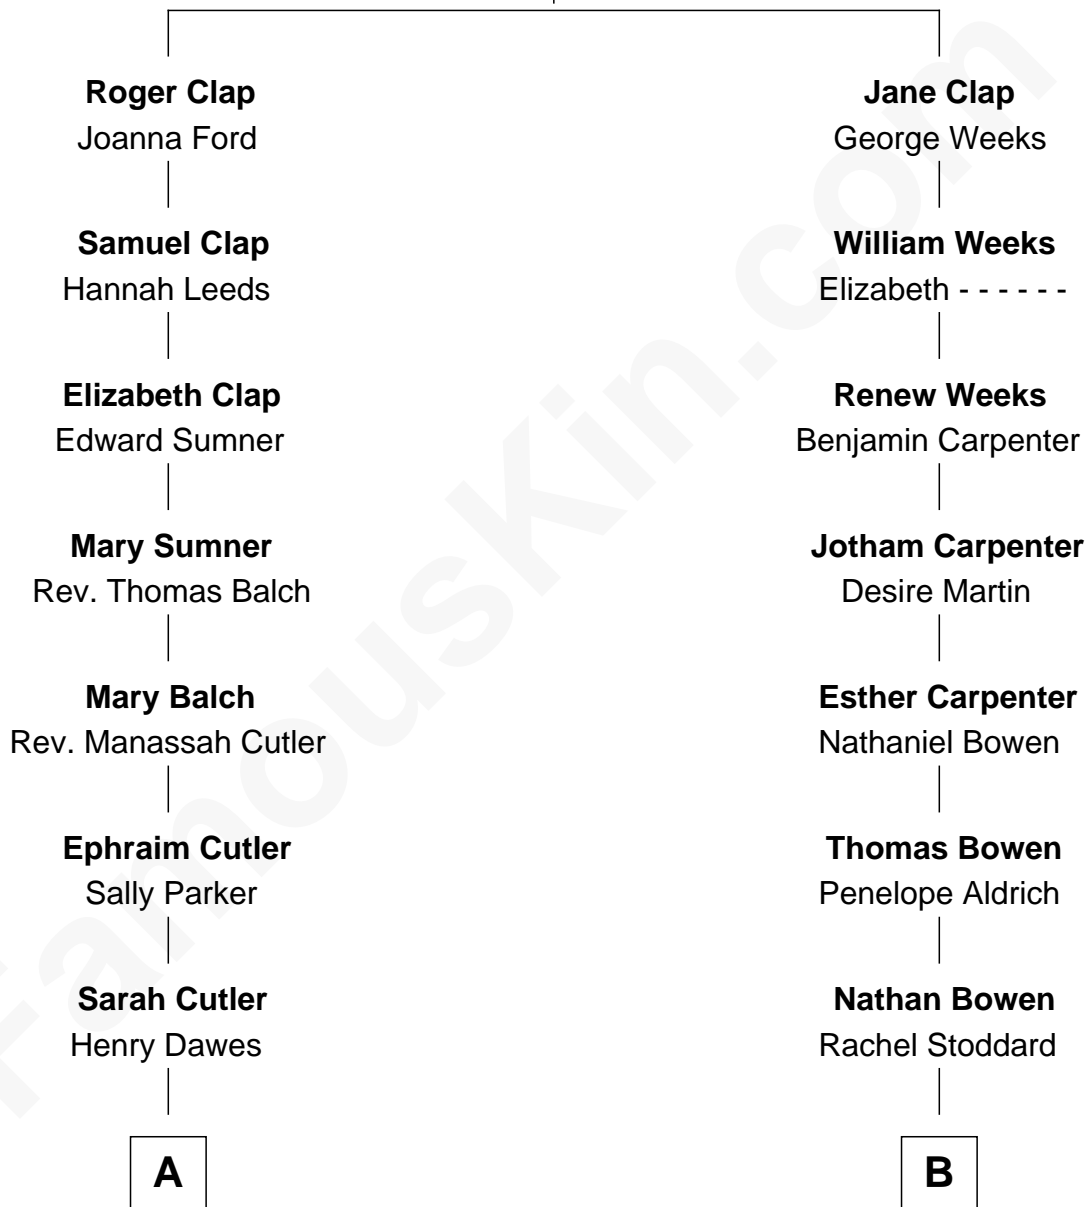 Roger Clap
Joanna Ford
Samuel Clap
Hannah Leeds
Elizabeth Clap
Edward Sumner
Mary Sumner
Rev. Thomas Balch
Mary Balch
Rev. Manassah Cutler
Ephraim Cutler
Sally Parker
Sarah Cutler
Henry Dawes
A
Jane Clap
George Weeks
William Weeks
Elizabeth - - - - - -
Renew Weeks
Benjamin Carpenter
Jotham Carpenter
Desire Martin
Esther Carpenter
Nathaniel Bowen
Thomas Bowen
Penelope Aldrich
Nathan Bowen
Rachel Stoddard
B
FamousKin.com